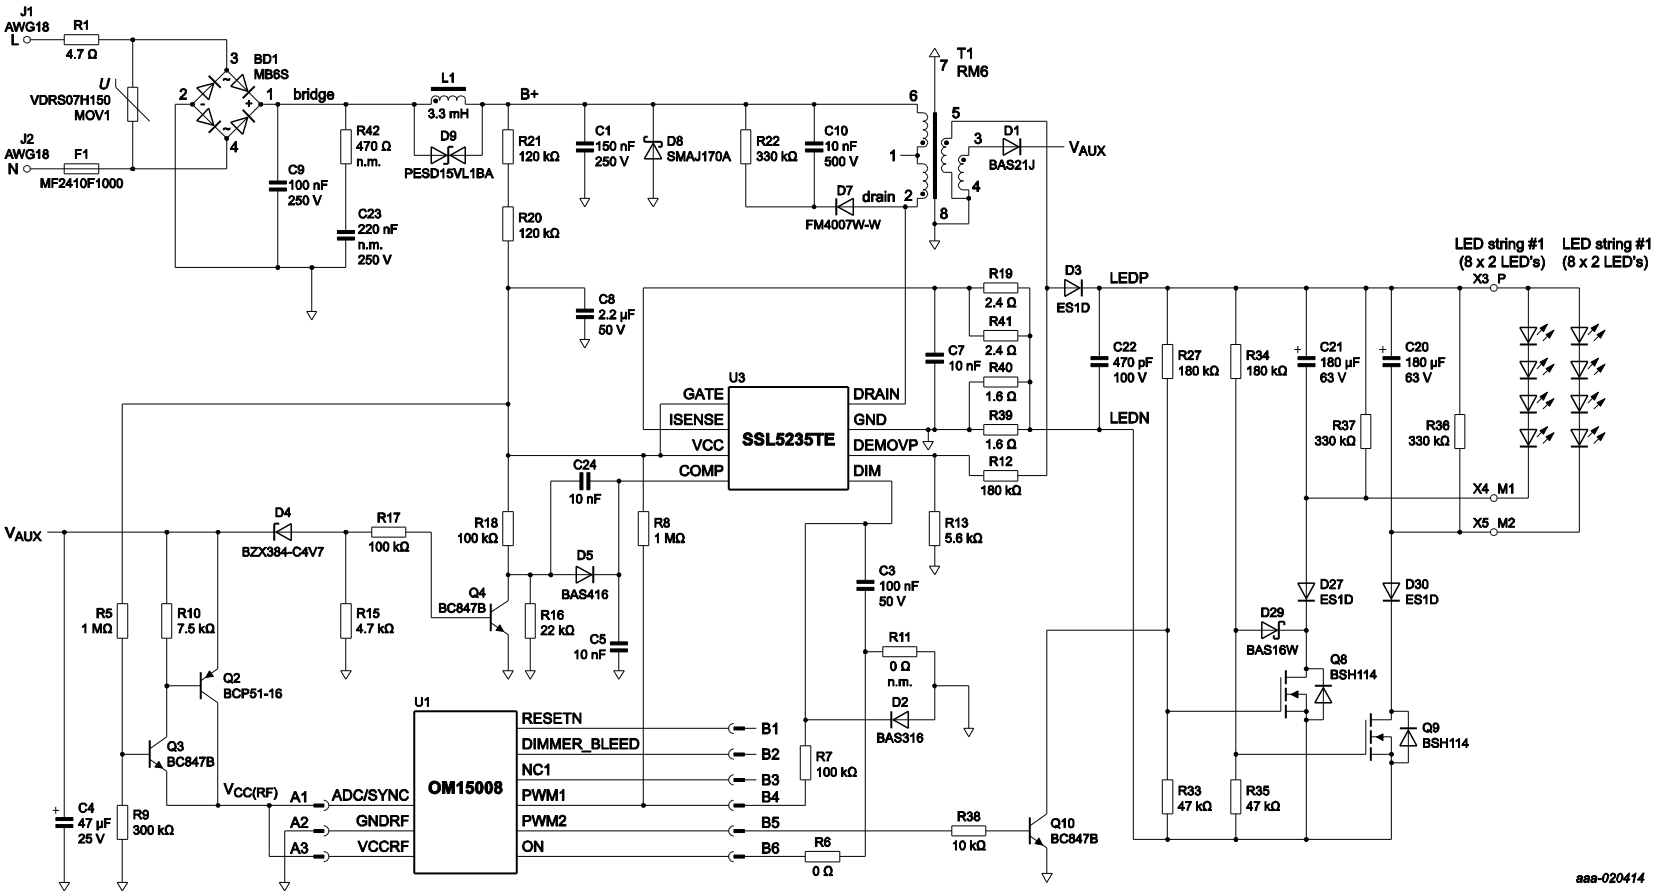 J1
AWG18
L
R1
4.7 Ω
U
VDRS07H150
MOV1
J2
AWG18
N
F1
MF2410F1000
BD1
MB6S
3
~
2
-
+
1
~
4
bridge
C9
100 nF
250 V
R42
470 Ω
n.m.
C23
220 nF
n.m.
250 V
L1
3.3 mH
D9
PESD15VL1BA
B+
R21
120 kΩ
R20
120 kΩ
C1
150 nF
250 V
D8
SMAJ170A
R22
330 kΩ
C10
10 nF
500 V
D7
FM4007W-W
drain
T1
RM6
7
6
1
2
5
3
4
8
D1
BAS21J
VAUX
C8
2.2 µF
50 V
R19
2.4 Ω
R41
2.4 Ω
R40
1.6 Ω
R39
1.6 Ω
R12
180 kΩ
C7
10 nF
D3
ES1D
LEDP
LEDN
C22
470 pF
100 V
R27
180 kΩ
R34
180 kΩ
+
C21
180 µF
63 V
+
C20
180 µF
63 V
R37
330 kΩ
R36
330 kΩ
LED string #1
(8 x 2 LED's)
LED string #1
(8 x 2 LED's)
X3 P
X4 M1
X5 M2
U3
SSL5235TE
GATE
ISENSE
VCC
COMP
DRAIN
GND
DEMOVP
DIM
C24
10 nF
R18
100 kΩ
R8
1 MΩ
R13
5.6 kΩ
D5
BAS416
C3
100 nF
50 V
VAUX
D4
BZX384-C4V7
R17
100 kΩ
R5
1 MΩ
R10
7.5 kΩ
R15
4.7 kΩ
Q4
BC847B
R16
22 kΩ
C5
10 nF
R11
0 Ω
n.m.
D2
BAS316
D27
ES1D
D30
ES1D
D29
BAS16W
Q8
BSH114
Q9
BSH114
Q2
BCP51-16
Q3
BC847B
VCC(RF)
+
C4
47 µF
25 V
R9
300 kΩ
U1
OM15008
A1
ADC/SYNC
A2
GNDRF
A3
VCCRF
RESETN
DIMMER_BLEED
NC1
PWM1
PWM2
ON
B1
B2
B3
B4
B5
B6
R7
100 kΩ
R6
0 Ω
R38
10 kΩ
Q10
BC847B
R33
47 kΩ
R35
47 kΩ
aaa-020414